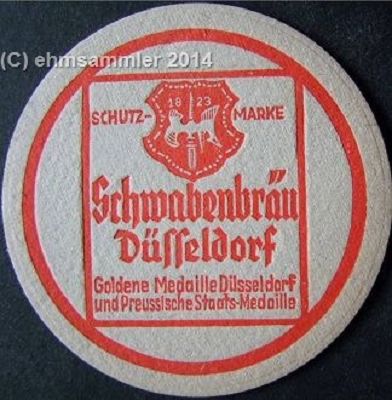 (C) ehmsammler 2014
18 23
SCHUTZ- MARKE
Schwabenbräu
Düsseldorf
Goldene Medaille Düsseldorf
und Preussische Staats-Medaille